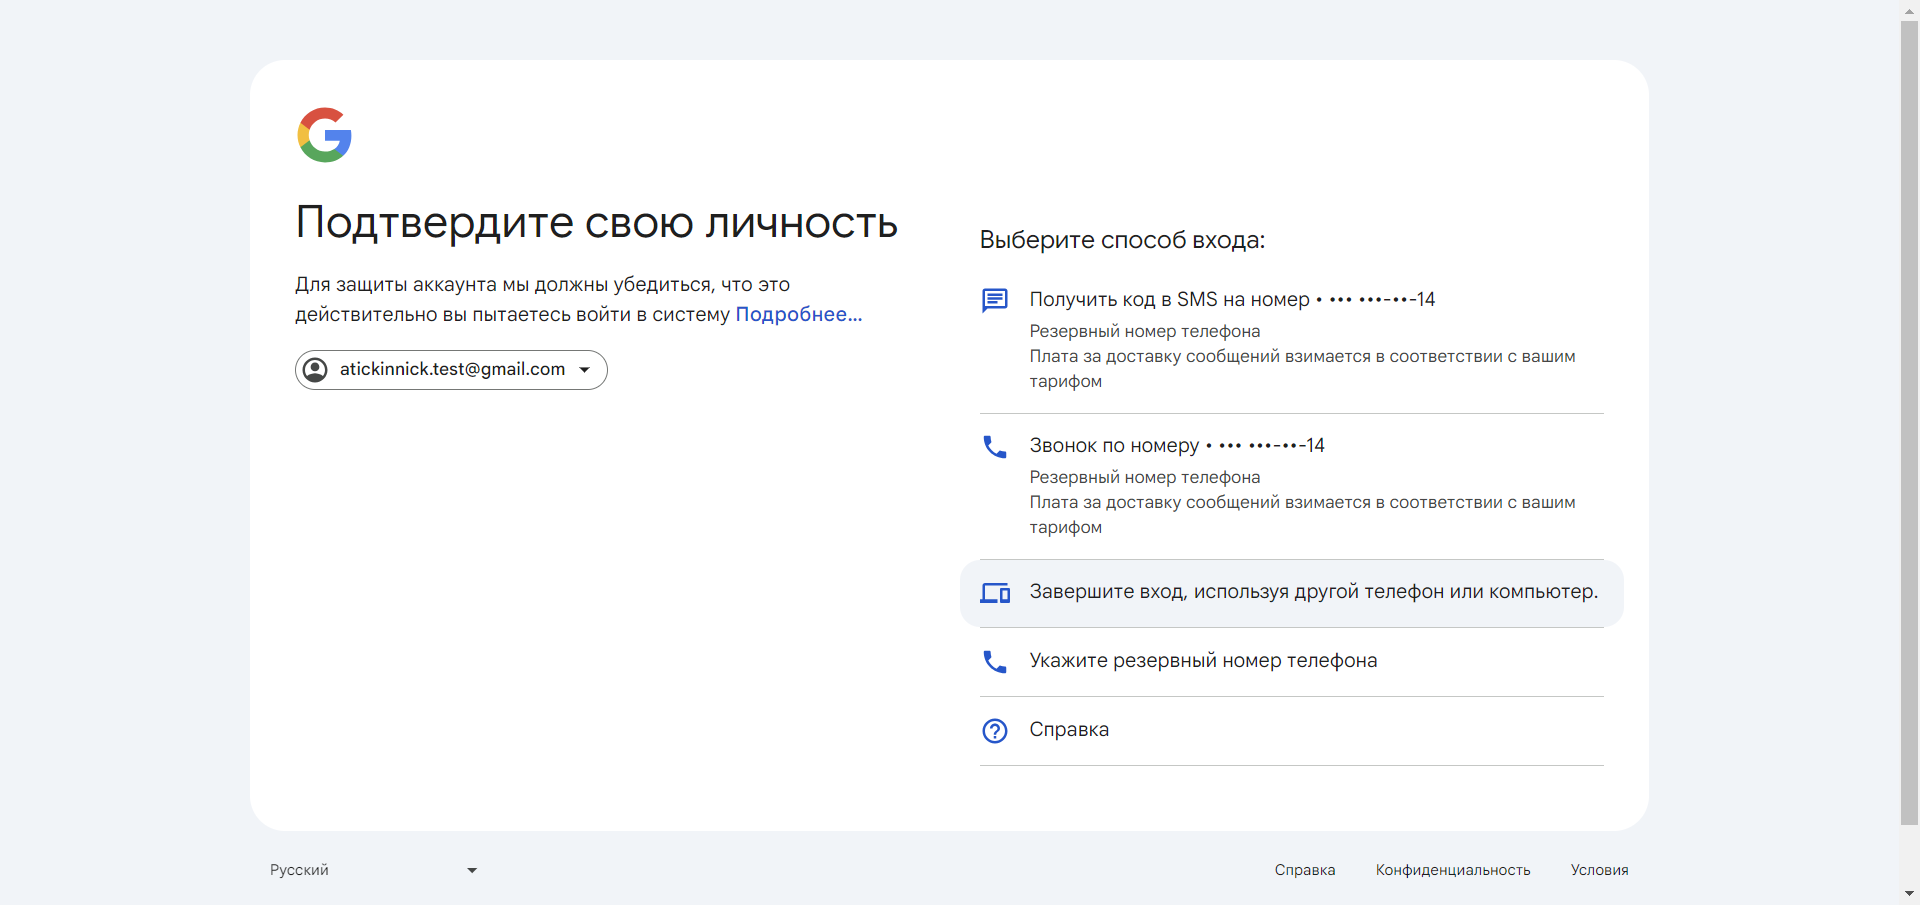 Подтвердите свою личность
Для защиты аккаунта мы должны убедиться, что это
действительно вы пытаетесь войти в систему Подробнее...
atickinnick.test@gmail.com
Выберите способ входа:
Получить код в SMS на номер • ••• •••-••-14
Резервный номер телефона
Плата за доставку сообщений взимается в соответствии с вашим
тарифом
Звонок по номеру • ••• •••-••-14
Резервный номер телефона
Плата за доставку сообщений взимается в соответствии с вашим
тарифом
Завершите вход, используя другой телефон или компьютер.
Укажите резервный номер телефона
Справка
Русский
Справка Конфиденциальность Условия